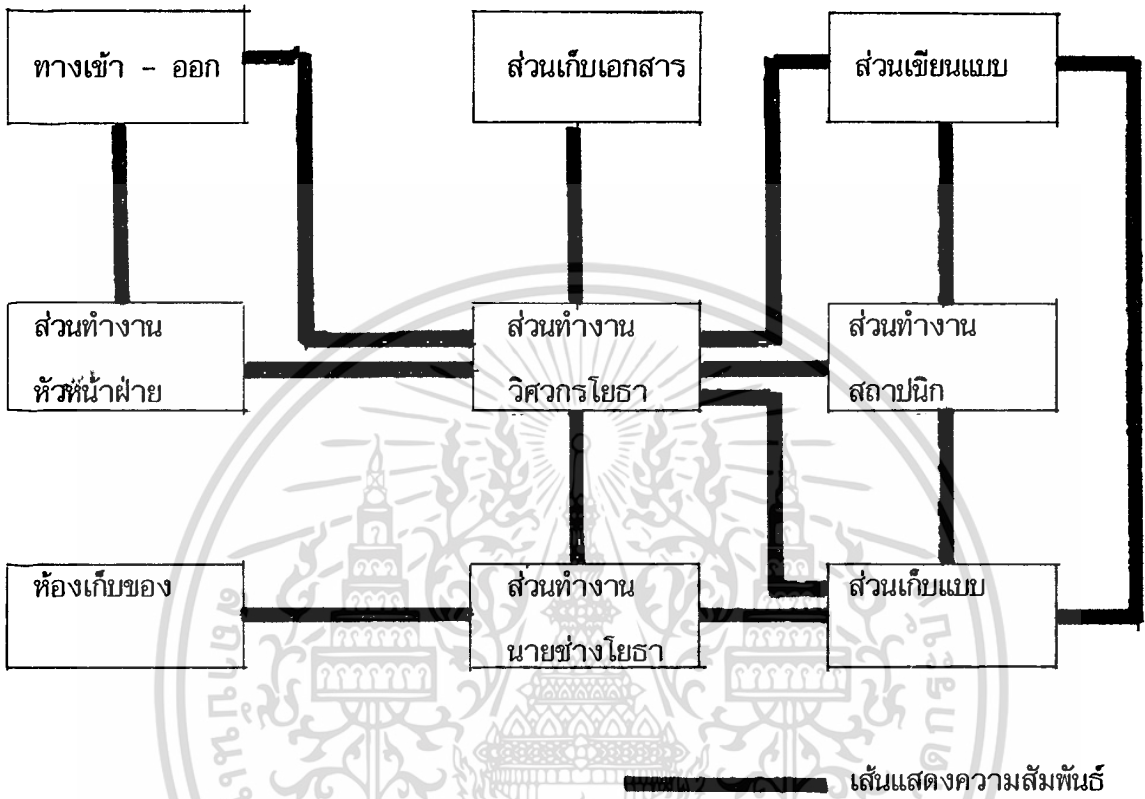 ทางเข้า - ออก
ส่วนเก็บเอกสาร
ส่วนเขียนแบบ
ส่วนทำงาน
หัวหน้าฝ่าย
ส่วนทำงาน
วิศวกรโยธา
ส่วนทำงาน
สถาปนิก
ห้องเก็บของ
ส่วนทำงาน
นายช่างโยธา
ส่วนเก็บแบบ
เส้นแสดงความสัมพันธ์